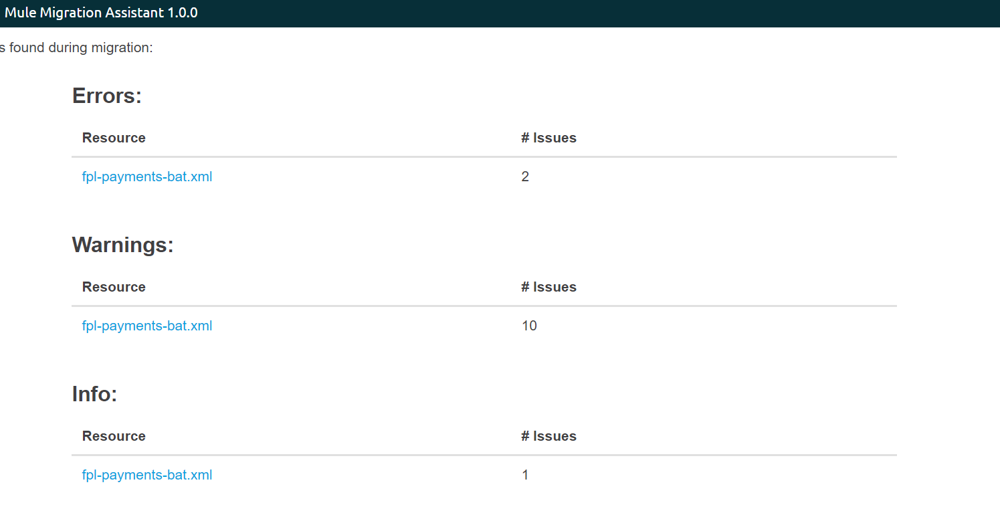 Mule Migration Assistant 1.0.0
s found during migration:
Errors:
Resource # Issues
fpl-payments-bat.xml 2
Warnings:
Resource # Issues
fpl-payments-bat.xml 10
Info:
Resource # Issues
fpl-payments-bat.xml 1